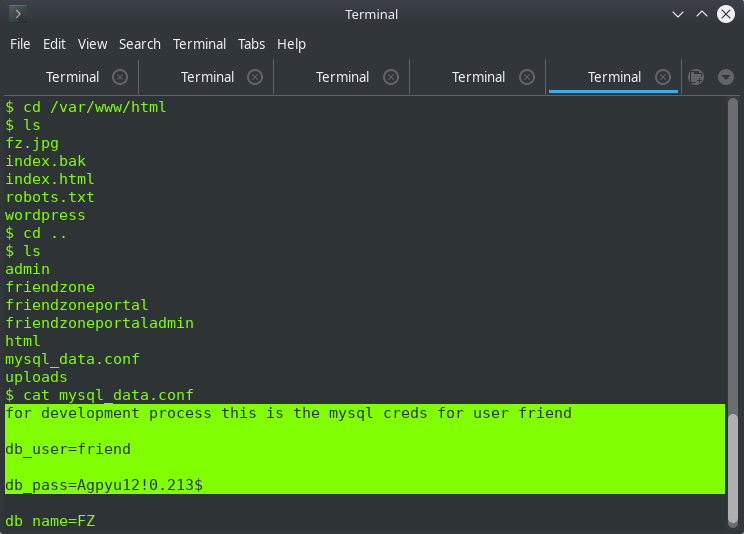 Terminal
File Edit View Search Terminal Tabs Help
Terminal Terminal Terminal Terminal Terminal
$ cd /var/www/html
$ ls
fz.jpg
index.bak
index.html
robots.txt
wordpress
$ cd ..
$ ls
admin
friendzone
friendzoneportal
friendzoneportaladmin
html
mysql_data.conf
uploads
$ cat mysql_data.conf
for development process this is the mysql creds for user friend
db_user=friend
db_pass=Agpyu12!0.213$
db_name=FZ